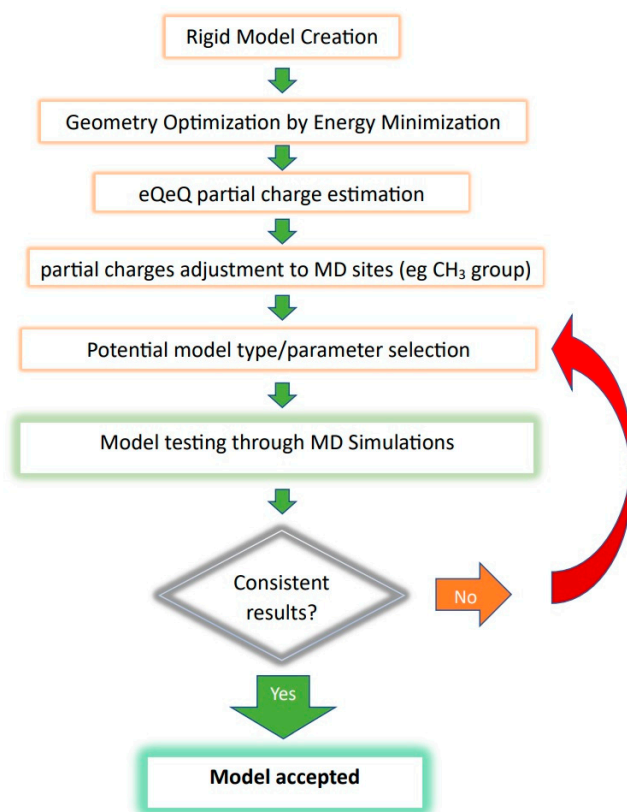 Rigid Model Creation
Geometry Optimization by Energy Minimization
eQeQ partial charge estimation
partial charges adjustment to MD sites (eg CH₃ group)
Potential model type/parameter selection
Model testing through MD Simulations
Consistent
results?
No
Yes
Model accepted